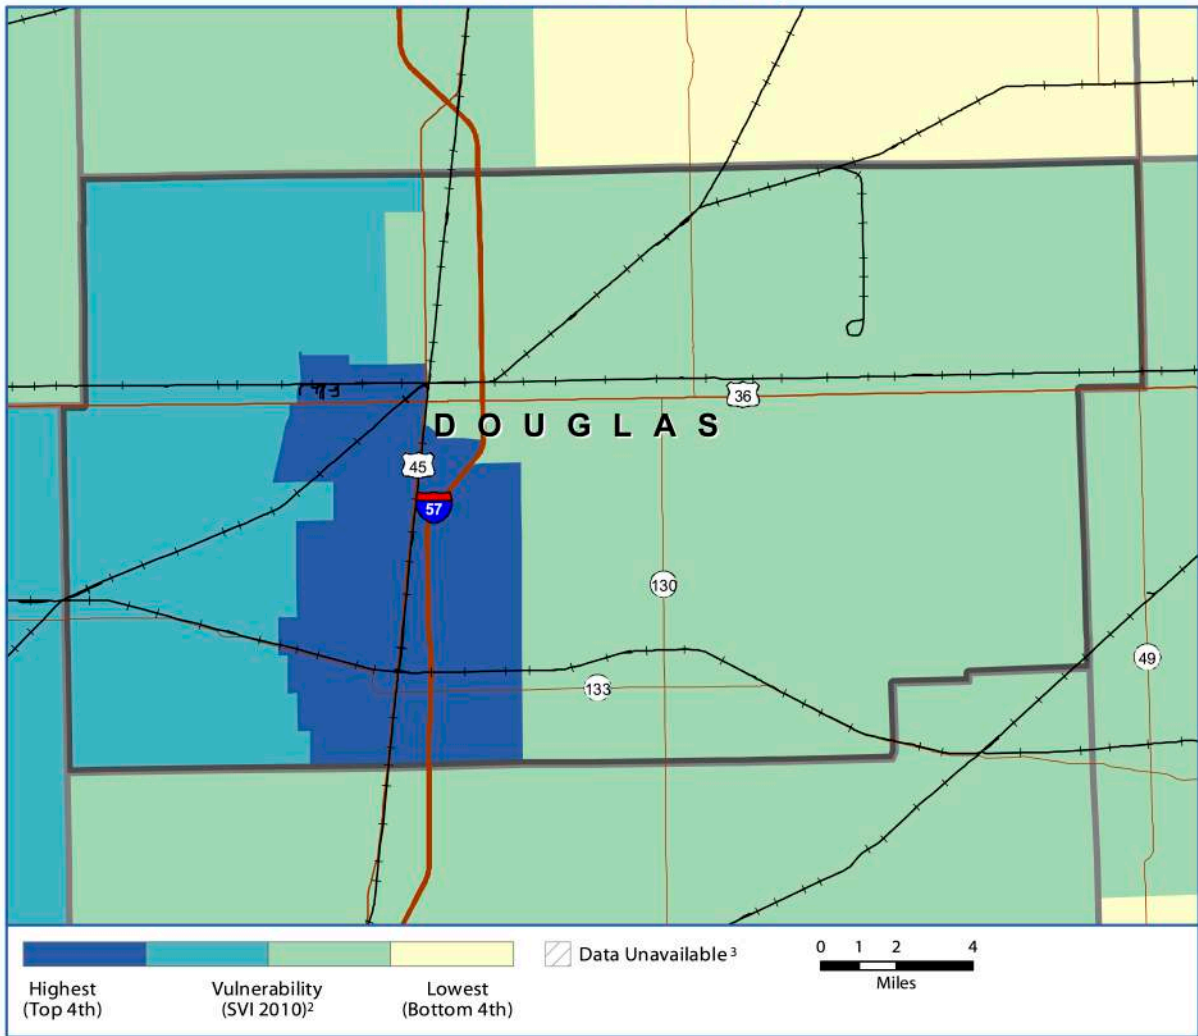 36
DOUGLAS
45
57
130
49
133
Data Unavailable 3
0 1 2 4
Miles
Highest
(Top 4th)
Vulnerability
(SVI 2010)2
Lowest
(Bottom 4th)